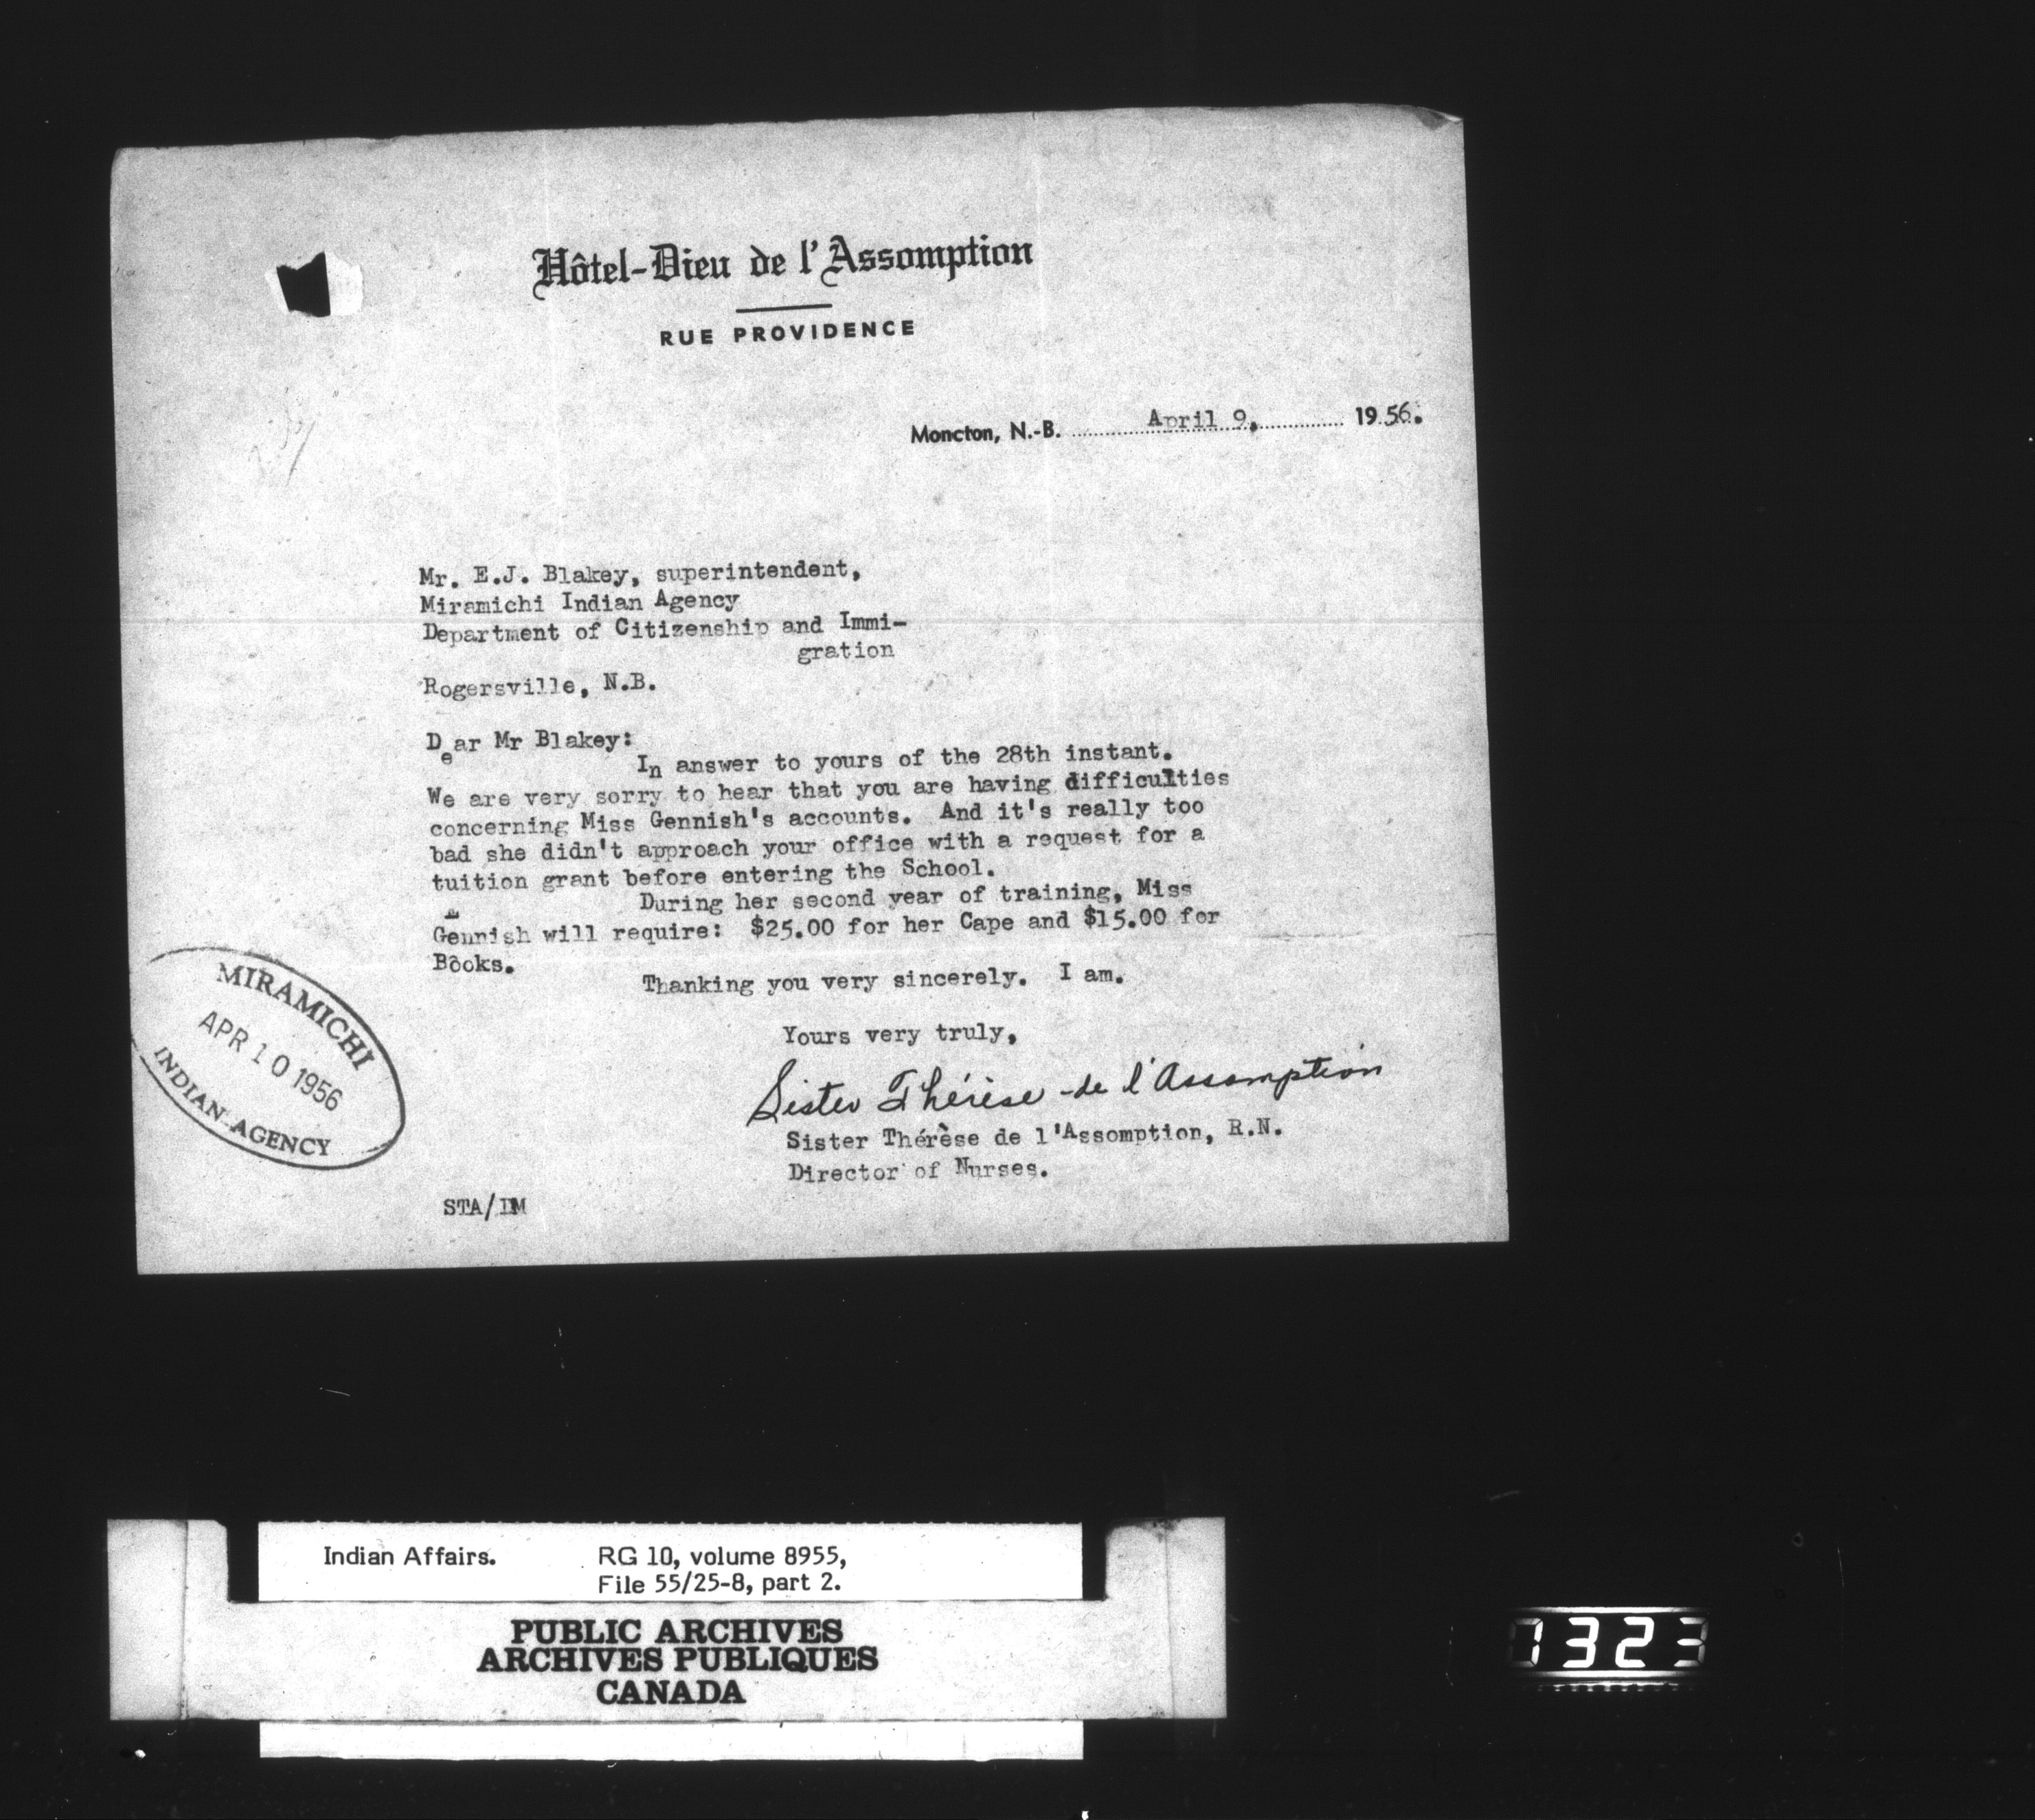 Hôtel-Dieu de l'Assomption
RUE PROVIDENCE
Moncton, N.-B. April 9, 1956.
Mr. E.J. Blakey, superintendent,
Miramichi Indian Agency
Department of Citizenship and Immi-
gration
Rogersville, N.B.
Dear Mr Blakey:
In answer to yours of the 28th instant.
We are very sorry to hear that you are having difficulties
concerning Miss Gennish's accounts. And it's really too
bad she didn't approach your office with a request for a
tuition grant before entering the School.
During her second year of training, Miss
Gennish will require: $25.00 for her Cape and $15.00 for
Books.
Thanking you very sincerely. I am.
Yours very truly,
Sister Thérèse de l'Assomption
Sister Thérèse de l'Assomption, R.N.
Director of Nurses.
STA/DM
MIRAMICHI
APR 10 1956
INDIAN AGENCY
Indian Affairs. RG 10, volume 8955,
File 55/25-8, part 2.
PUBLIC ARCHIVES
ARCHIVES PUBLIQUES
CANADA
1323